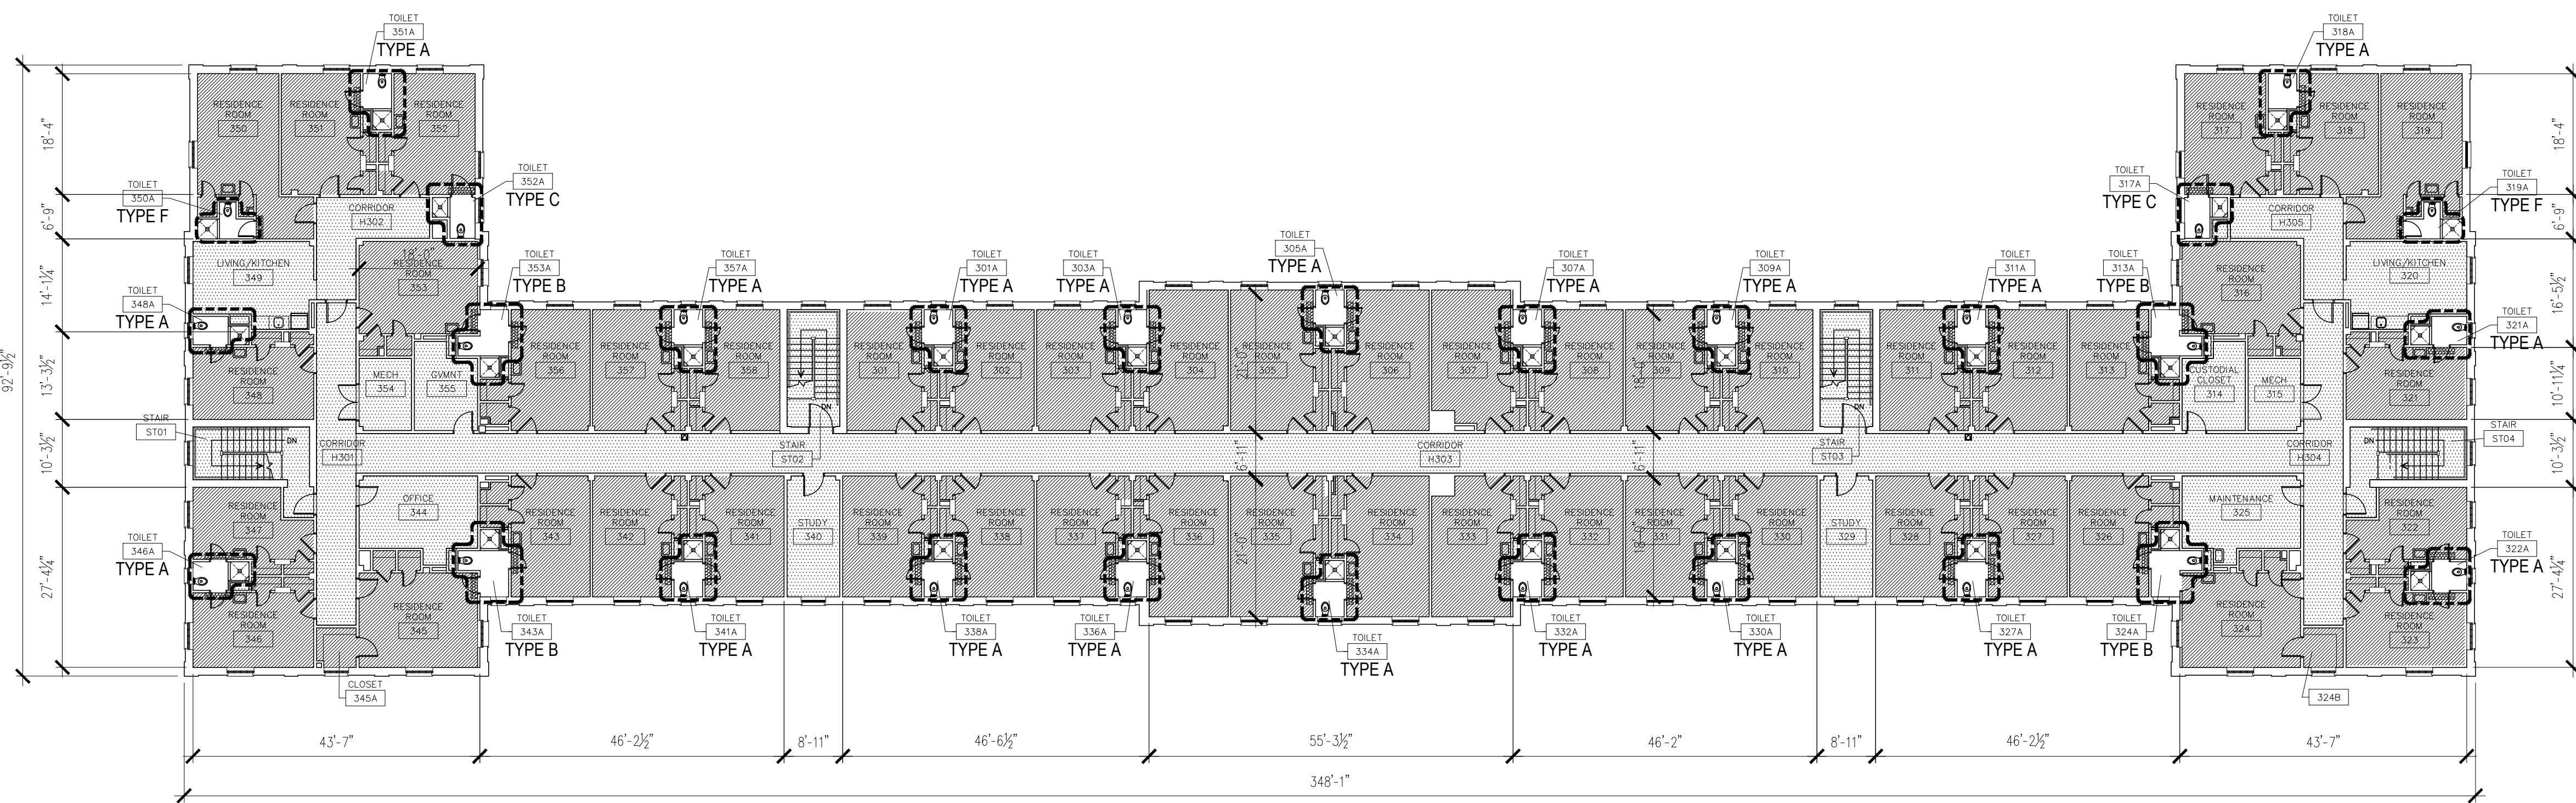 TOILET
351A
TYPE A
TOILET
318A
TYPE A
RESIDENCE
ROOM
350
RESIDENCE
ROOM
351
RESIDENCE
ROOM
352
RESIDENCE
ROOM
317
RESIDENCE
ROOM
318
RESIDENCE
ROOM
319
92'-9½"
18'-4"
6'-9"
14'-1¼"
13'-3½"
10'-3½"
27'-4¼"
18'-4"
6'-9"
16'-5½"
10'-11¼"
10'-3½"
27'-4¼"
TOILET
350A
TYPE F
TOILET
352A
TYPE C
CORRIDOR
H302
TOILET
317A
TYPE C
CORRIDOR
H305
TOILET
319A
TYPE F
LIVING/KITCHEN
349
18'-0"
RESIDENCE
ROOM
353
TOILET
348A
TYPE A
TOILET
353A
TYPE B
TOILET
357A
TYPE A
TOILET
301A
TYPE A
TOILET
303A
TYPE A
TOILET
305A
TYPE A
TOILET
307A
TYPE A
TOILET
309A
TYPE A
TOILET
311A
TYPE A
TOILET
313A
TYPE B
RESIDENCE
ROOM
316
LIVING/KITCHEN
320
TOILET
321A
TYPE A
RESIDENCE
ROOM
348
MECH
354
GVMNT
355
RESIDENCE
ROOM
356
RESIDENCE
ROOM
357
RESIDENCE
ROOM
358
DN
RESIDENCE
ROOM
301
RESIDENCE
ROOM
302
RESIDENCE
ROOM
303
RESIDENCE
ROOM
304
RESIDENCE
ROOM
305
21'-0"
RESIDENCE
ROOM
306
RESIDENCE
ROOM
307
RESIDENCE
ROOM
308
RESIDENCE
ROOM
309
18'-0"
RESIDENCE
ROOM
310
DN
RESIDENCE
ROOM
311
RESIDENCE
ROOM
312
RESIDENCE
ROOM
313
CUSTODIAL
CLOSET
314
MECH
315
RESIDENCE
ROOM
321
STAIR
ST01
DN
CORRIDOR
H301
STAIR
ST02
6'-11"
CORRIDOR
H303
6'-11"
STAIR
ST03
CORRIDOR
H304
DN
STAIR
ST04
RESIDENCE
ROOM
347
OFFICE
344
RESIDENCE
ROOM
343
RESIDENCE
ROOM
342
RESIDENCE
ROOM
341
STUDY
340
RESIDENCE
ROOM
339
RESIDENCE
ROOM
338
RESIDENCE
ROOM
337
RESIDENCE
ROOM
336
RESIDENCE
ROOM
335
21'-0"
RESIDENCE
ROOM
334
RESIDENCE
ROOM
333
RESIDENCE
ROOM
332
RESIDENCE
ROOM
331
18'-0"
RESIDENCE
ROOM
330
STUDY
329
RESIDENCE
ROOM
328
RESIDENCE
ROOM
327
RESIDENCE
ROOM
326
MAINTENANCE
325
RESIDENCE
ROOM
322
TOILET
346A
TYPE A
TOILET
322A
TYPE A
RESIDENCE
ROOM
346
RESIDENCE
ROOM
345
TOILET
343A
TYPE B
TOILET
341A
TYPE A
TOILET
338A
TYPE A
TOILET
336A
TYPE A
TOILET
334A
TYPE A
TOILET
332A
TYPE A
TOILET
330A
TYPE A
TOILET
327A
TYPE A
TOILET
324A
TYPE B
RESIDENCE
ROOM
324
RESIDENCE
ROOM
323
CLOSET
345A
324B
43'-7"
46'-2½"
8'-11"
46'-6½"
55'-3½"
46'-2"
8'-11"
46'-2½"
43'-7"
348'-1"